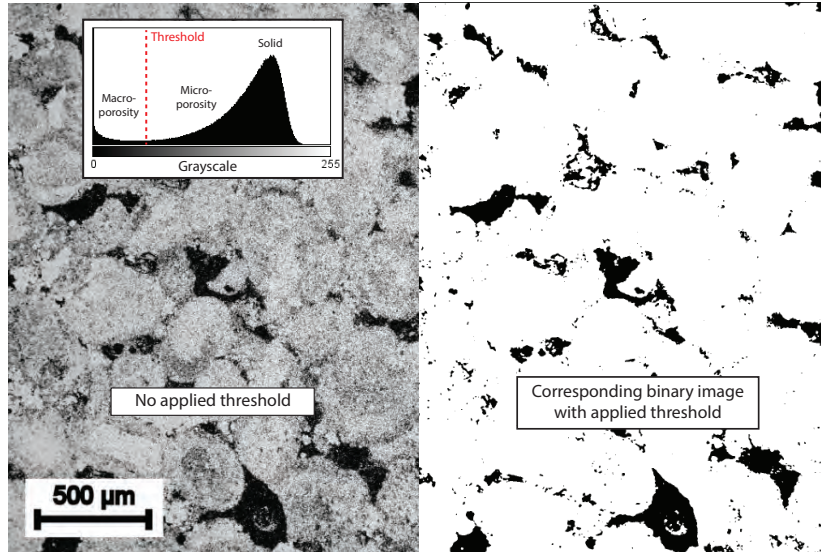 Threshold
Solid
Macro-
porosity
Micro-
porosity
0
Grayscale
255
No applied threshold
500 µm
Corresponding binary image
with applied threshold